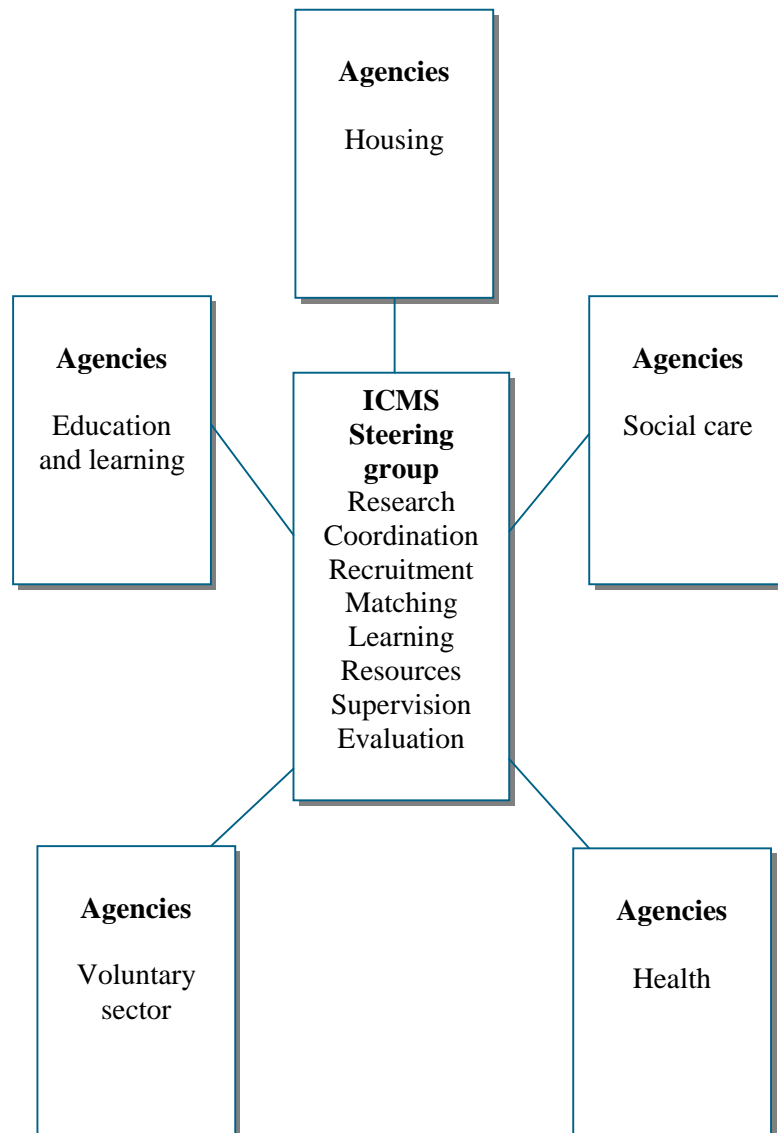 Agencies
Housing
Agencies
Education
and learning
Agencies
Social care
ICMS
Steering
group
Research
Coordination
Recruitment
Matching
Learning
Resources
Supervision
Evaluation
Agencies
Voluntary
sector
Agencies
Health